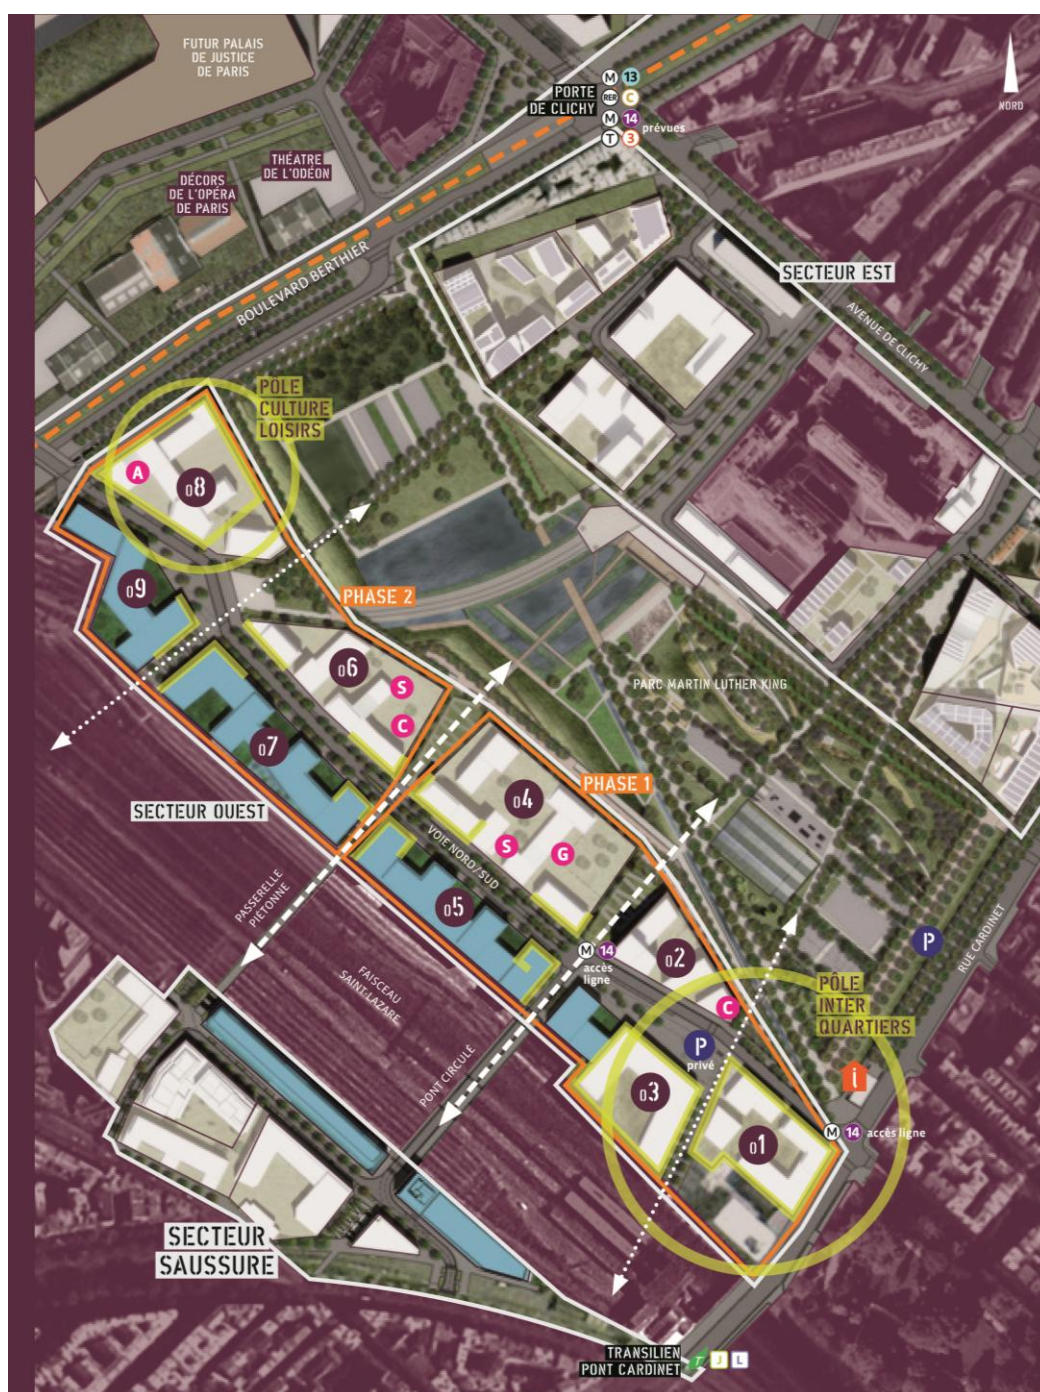 FUTUR PALAIS
DE JUSTICE
DE PARIS
M 13
RER C
M 14
T 3
prévues
PORTE
DE CLICHY
NORD
THÉATRE
DE L'ODÉON
DÉCORS
DE L'OPÉRA
DE PARIS
BOULEVARD BERTHIER
SECTEUR EST
AVENUE DE CLICHY
PÔLE
CULTURE
LOISIRS
A
08
09
PHASE 2
06
S
C
PARC MARTIN LUTHER KING
07
SECTEUR OUEST
PHASE 1
04
S
G
VOIE NORD/SUD
PASSERELLE
PIÉTONNE
05
FAISCEAU
SAINT-LAZARE
M 14
accès
ligne
02
C
P
RUE CARDINET
PÔLE
INTER
QUARTIERS
P
privé
PONT CIRCULÉ
03
i
01
M 14 accès ligne
SECTEUR
SAUSSURE
TRANSILIEN
PONT CARDINET
T J L